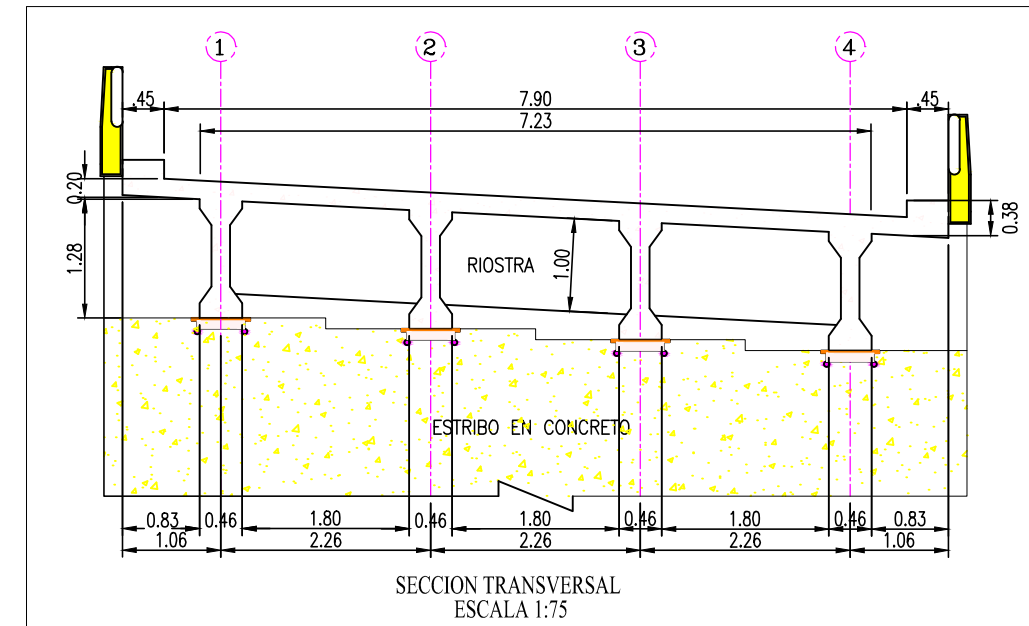 1 2 3 4
.45 7.90 .45
7.23
0.20
0.38
1.28
RIOSTRA
1.00
ESTRIBO EN CONCRETO
0.83 0.46 1.80 0.46 1.80 0.46 1.80 0.46 0.83
1.06 2.26 2.26 2.26 1.06
SECCION TRANSVERSAL
ESCALA 1:75